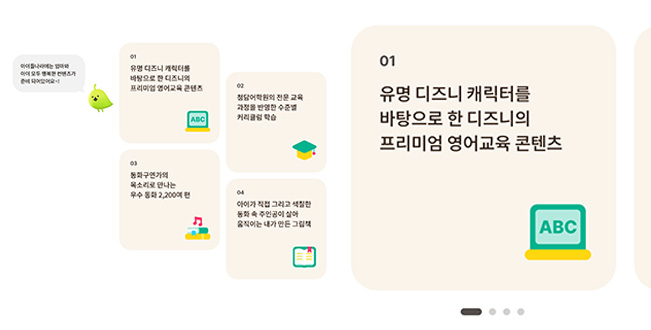 아이들나라에는 엄마와
아이 모두 행복한 컨텐츠가
준비 되어있어요~!
01
유명 디즈니 캐릭터를
바탕으로 한 디즈니의
프리미엄 영어교육 콘텐츠
ABC
02
청담어학원의 전문 교육
과정을 반영한 수준별
커리큘럼 학습
03
동화구연가의
목소리로 만나는
우수 동화 2,200여 편
04
아이가 직접 그리고 색칠한
동화 속 주인공이 살아
움직이는 내가 만든 그림책
01
유명 디즈니 캐릭터를
바탕으로 한 디즈니의
프리미엄 영어교육 콘텐츠
ABC